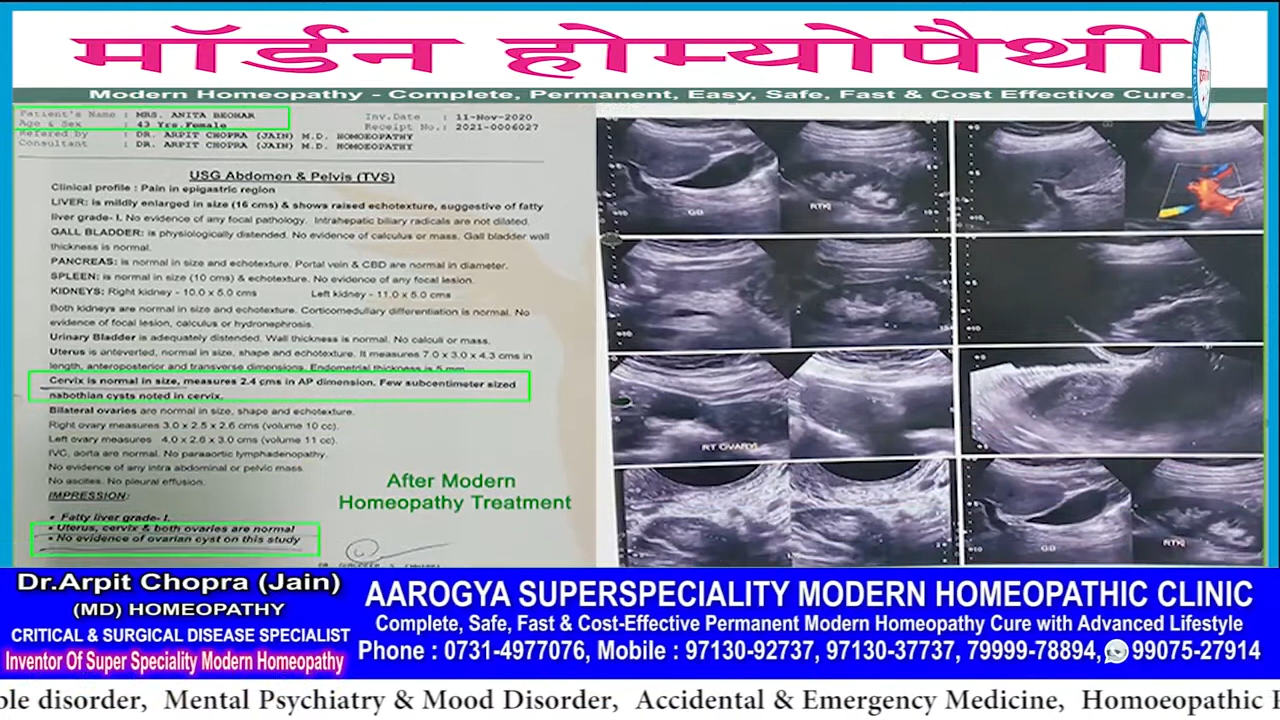 मॉर्डन होम्योपैथी
Modern Homeopathy - Complete, Permanent, Easy, Safe, Fast & Cost Effective Cure.
Patient's Name : MRS. ANITA BEOHAR
Age & Sex : 43 Yrs.Female
Refered by : DR. ARPIT CHOPRA (JAIN) M.D. HOMOEOPATHY
Consultant : DR. ARPIT CHOPRA (JAIN) M.D. HOMOEOPATHY
Inv.Date : 11-Nov-2020
Receipt No.: 2021-0006027
USG Abdomen & Pelvis (TVS)
Clinical profile : Pain in epigastric region
LIVER: is mildly enlarged in size (16 cms) & shows raised echotexture, suggestive of fatty
liver grade- I. No evidence of any focal pathology. Intrahepatic biliary radicals are not dilated.
GALL BLADDER: is physiologically distended. No evidence of calculus or mass. Gall bladder wall
thickness is normal.
PANCREAS: is normal in size and echotexture. Portal vein & CBD are normal in diameter.
SPLEEN: is normal in size (10 cms) & echotexture. No evidence of any focal lesion.
KIDNEYS: Right kidney - 10.0 x 5.0 cms Left kidney - 11.0 x 5.0 cms
Both kidneys are normal in size and echotexture. Corticomedullary differentiation is normal. No
evidence of focal lesion, calculus or hydronephrosis.
Urinary Bladder is adequately distended. Wall thickness is normal. No calculi or mass.
Uterus is anteverted, normal in size, shape and echotexture. It measures 7.0 x 3.0 x 4.3 cms in
length, anteroposterior and transverse dimensions. Endometrial thickness is 5 mm.
Cervix is normal in size, measures 2.4 cms in AP dimension. Few subcentimeter sized
nabothian cysts noted in cervix.
Bilateral ovaries are normal in size, shape and echotexture.
Right ovary measures 3.0 x 2.5 x 2.6 cms (volume 10 cc).
Left ovary measures 4.0 x 2.6 x 3.0 cms (volume 11 cc).
IVC, aorta are normal. No paraaortic lymphadenopathy.
No evidence of any intra abdominal or pelvic mass.
No ascites. No pleural effusion.
IMPRESSION:
• Fatty liver grade- I.
• Uterus, cervix & both ovaries are normal
• No evidence of ovarian cyst on this study
After Modern
Homeopathy Treatment
GB
RTK
RT OVARY
GB
RTK
Dr.Arpit Chopra (Jain)
(MD) HOMEOPATHY
CRITICAL & SURGICAL DISEASE SPECIALIST
Inventor Of Super Speciality Modern Homeopathy
AAROGYA SUPERSPECIALITY MODERN HOMEOPATHIC CLINIC
Complete, Safe, Fast & Cost-Effective Permanent Modern Homeopathy Cure with Advanced Lifestyle
Phone : 0731-4977076, Mobile : 97130-92737, 97130-37737, 79999-78894, 99075-27914
ble disorder, Mental Psychiatry & Mood Disorder, Accidental & Emergency Medicine, Homoeopathic